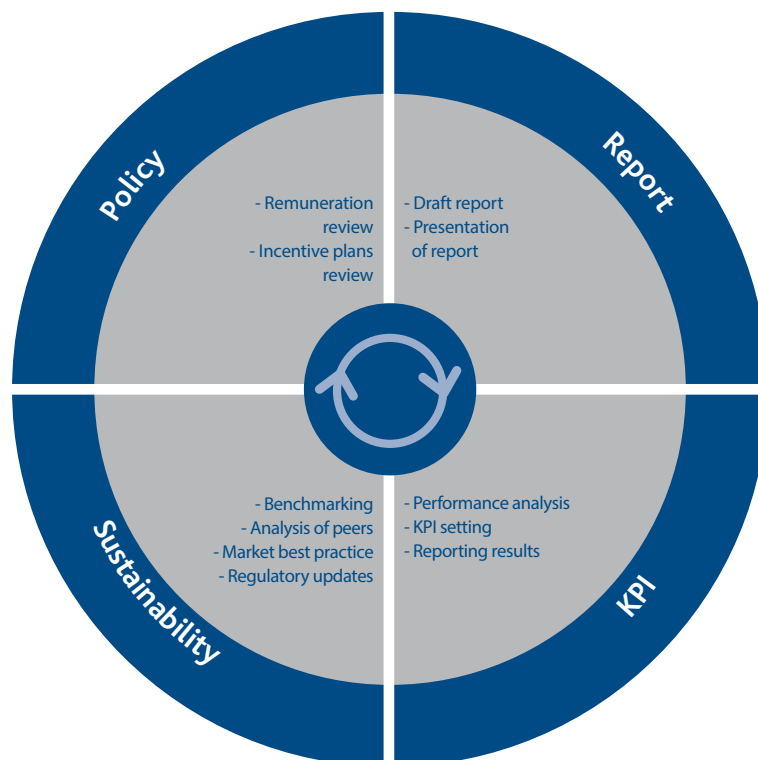 Policy
- Remuneration
review
- Incentive plans
review
Report
- Draft report
- Presentation
of report
Sustainability
- Benchmarking
- Analysis of peers
- Market best practice
- Regulatory updates
KPI
- Performance analysis
- KPI setting
- Reporting results